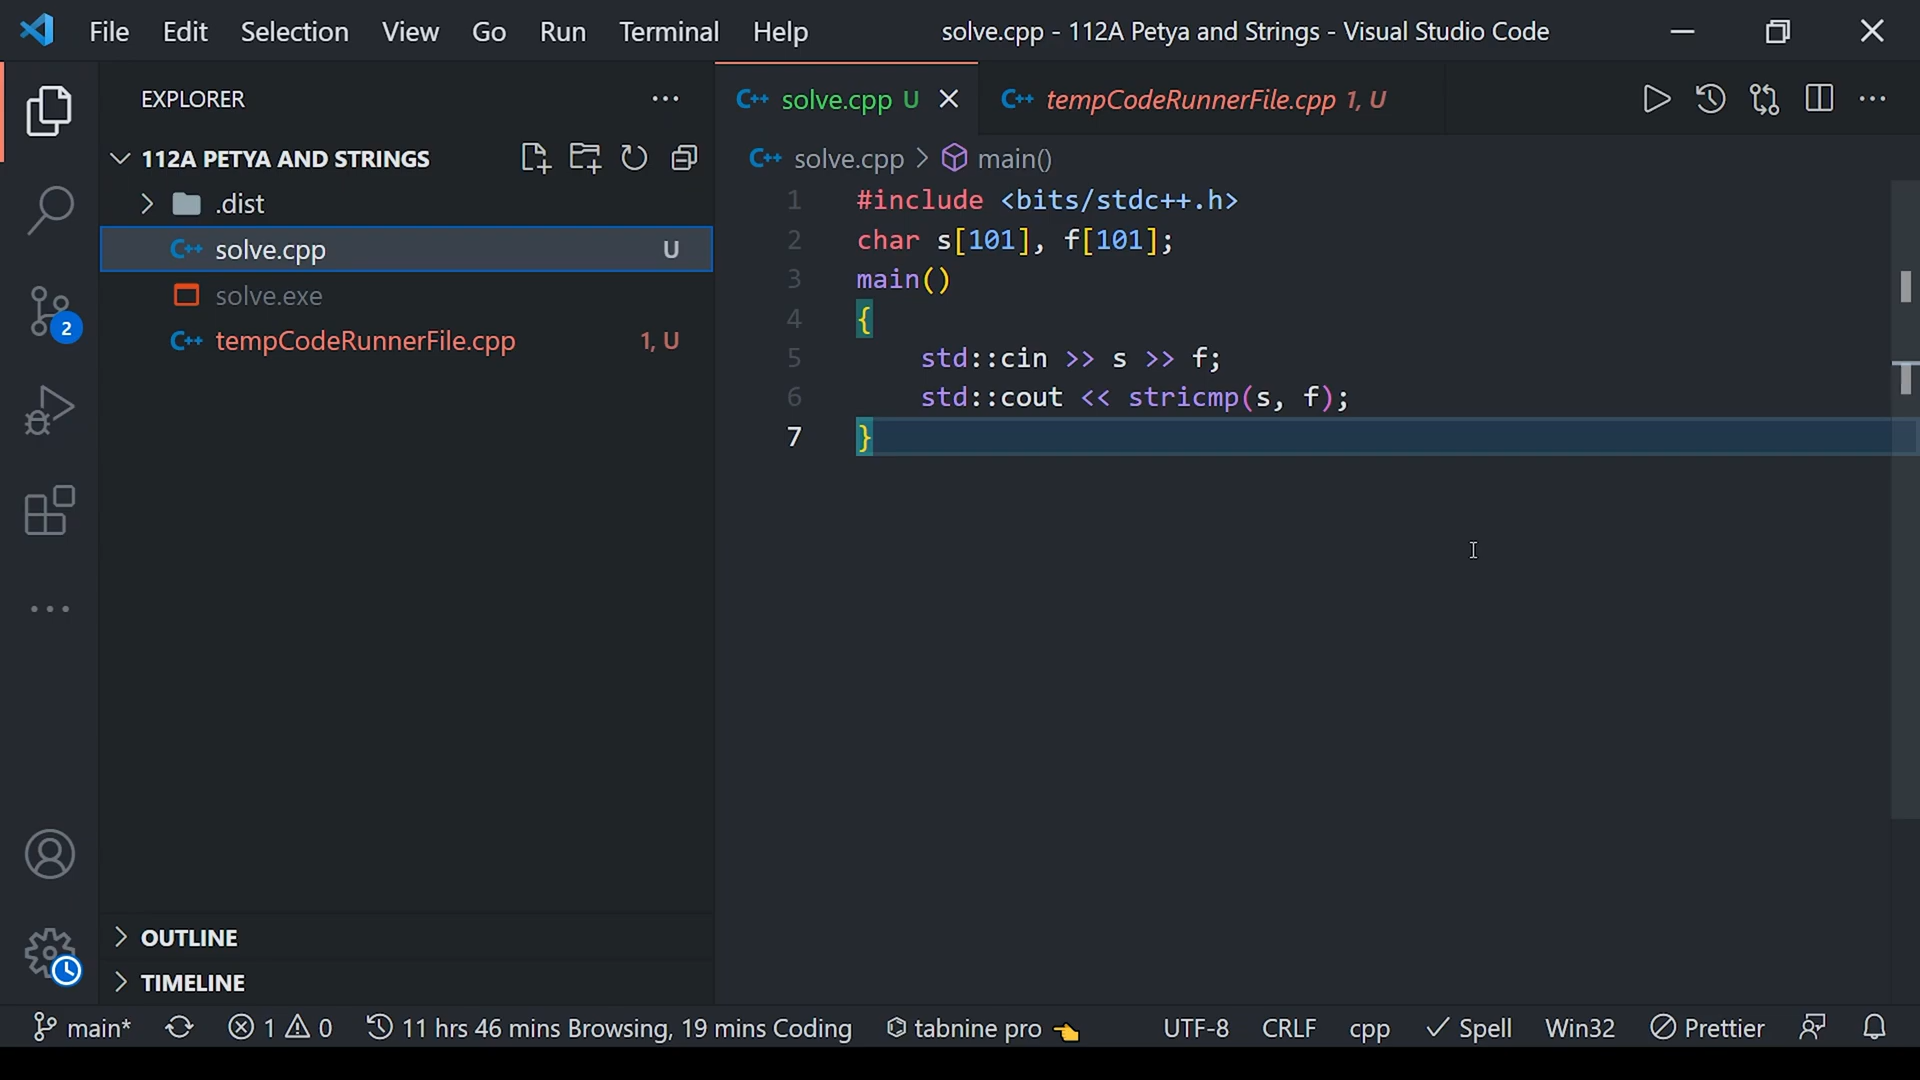 File Edit Selection View Go Run Terminal Help solve.cpp - 112A Petya and Strings - Visual Studio Code
EXPLORER
112A PETYA AND STRINGS
.dist
solve.cpp U
solve.exe
tempCodeRunnerFile.cpp 1, U
OUTLINE
TIMELINE
2
C++ solve.cpp U C++ tempCodeRunnerFile.cpp 1, U
C++ solve.cpp > main()
1 #include <bits/stdc++.h>
2 char s[101], f[101];
3 main()
4 {
5 std::cin >> s >> f;
6 std::cout << stricmp(s, f);
7 }
main* 1 0 11 hrs 46 mins Browsing, 19 mins Coding tabnine pro UTF-8 CRLF cpp Spell Win32 Prettier